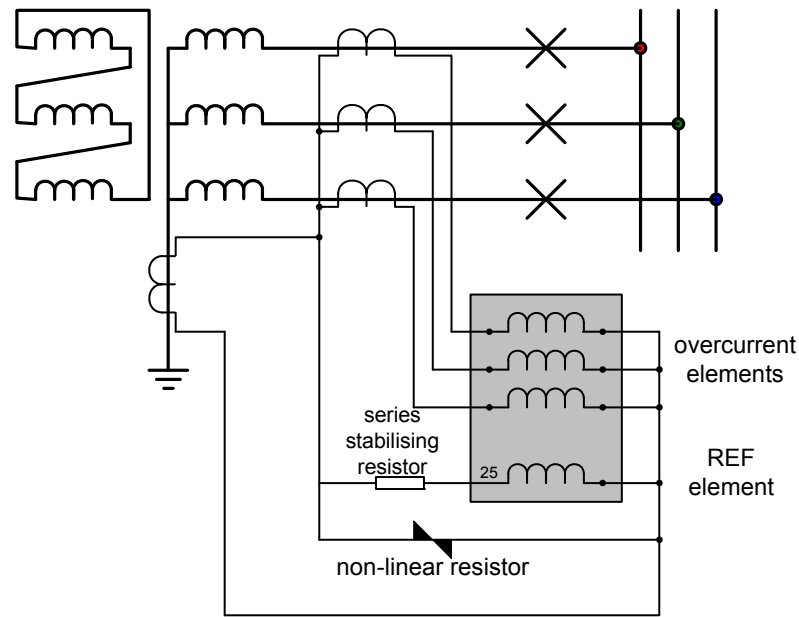 overcurrent
elements
series
stabilising
resistor
25
REF
element
non-linear resistor